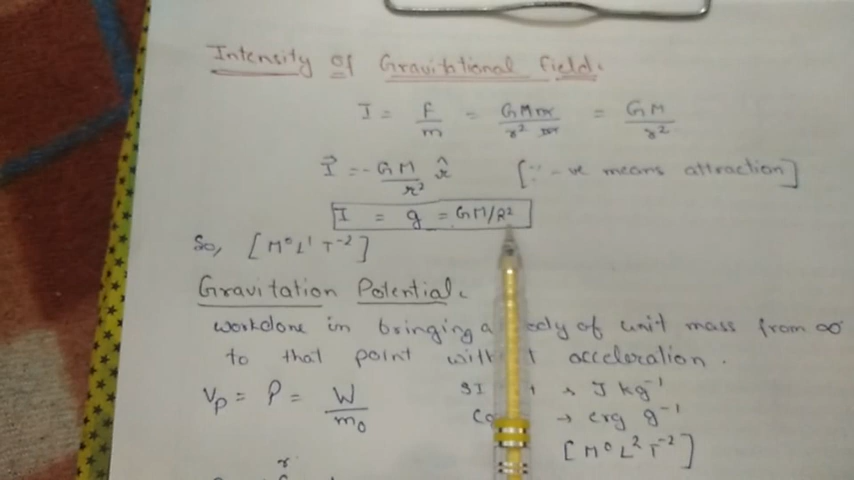 Intensity of Gravitational field.
I = F/m = GMm/r² m = GM/r²
I⃗ = -GM/r² r̂ [∵ -ve means attraction]
I = g = GM/R²
So, [M⁰L¹T⁻²]
Gravitation Potential.
workdone in bringing a body of unit mass from ∞
to that point acceleration.
Vp = P = W/m₀ SI → J kg⁻¹
→ erg g⁻¹
[M⁰L²T⁻²]